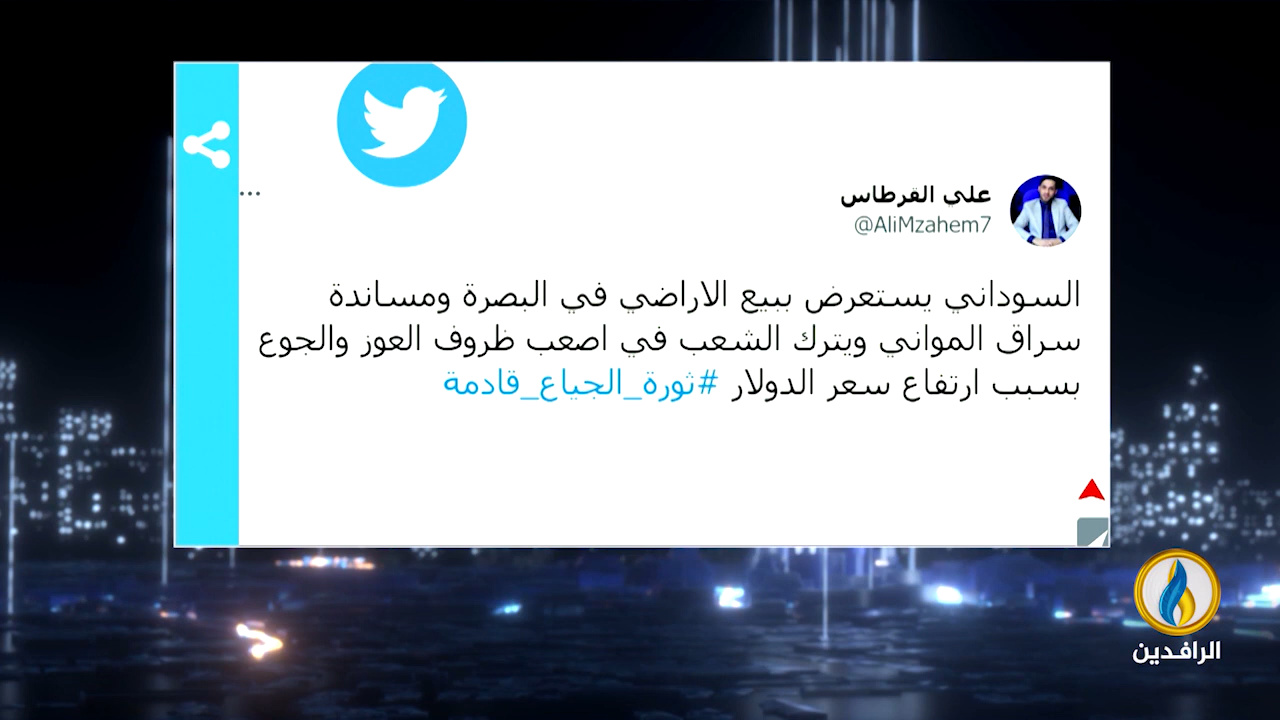 علي القرطاس
@AliMzahem7
السوداني يستعرض ببيع الاراضي في البصرة ومساندة
سراق المواني ويترك الشعب في اصعب ظروف العوز والجوع
بسبب ارتفاع سعر الدولار #ثورة_الجياع_قادمة
الرافدين